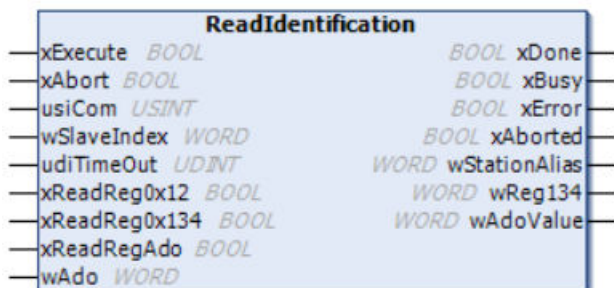 ReadIdentification
xExecute BOOL BOOL xDone
xAbort BOOL BOOL xBusy
usiCom USINT BOOL xError
wSlaveIndex WORD BOOL xAborted
udiTimeOut UDINT WORD wStationAlias
xReadReg0x12 BOOL WORD wReg134
xReadReg0x134 BOOL WORD wAdoValue
xReadRegAdo BOOL
wAdo WORD